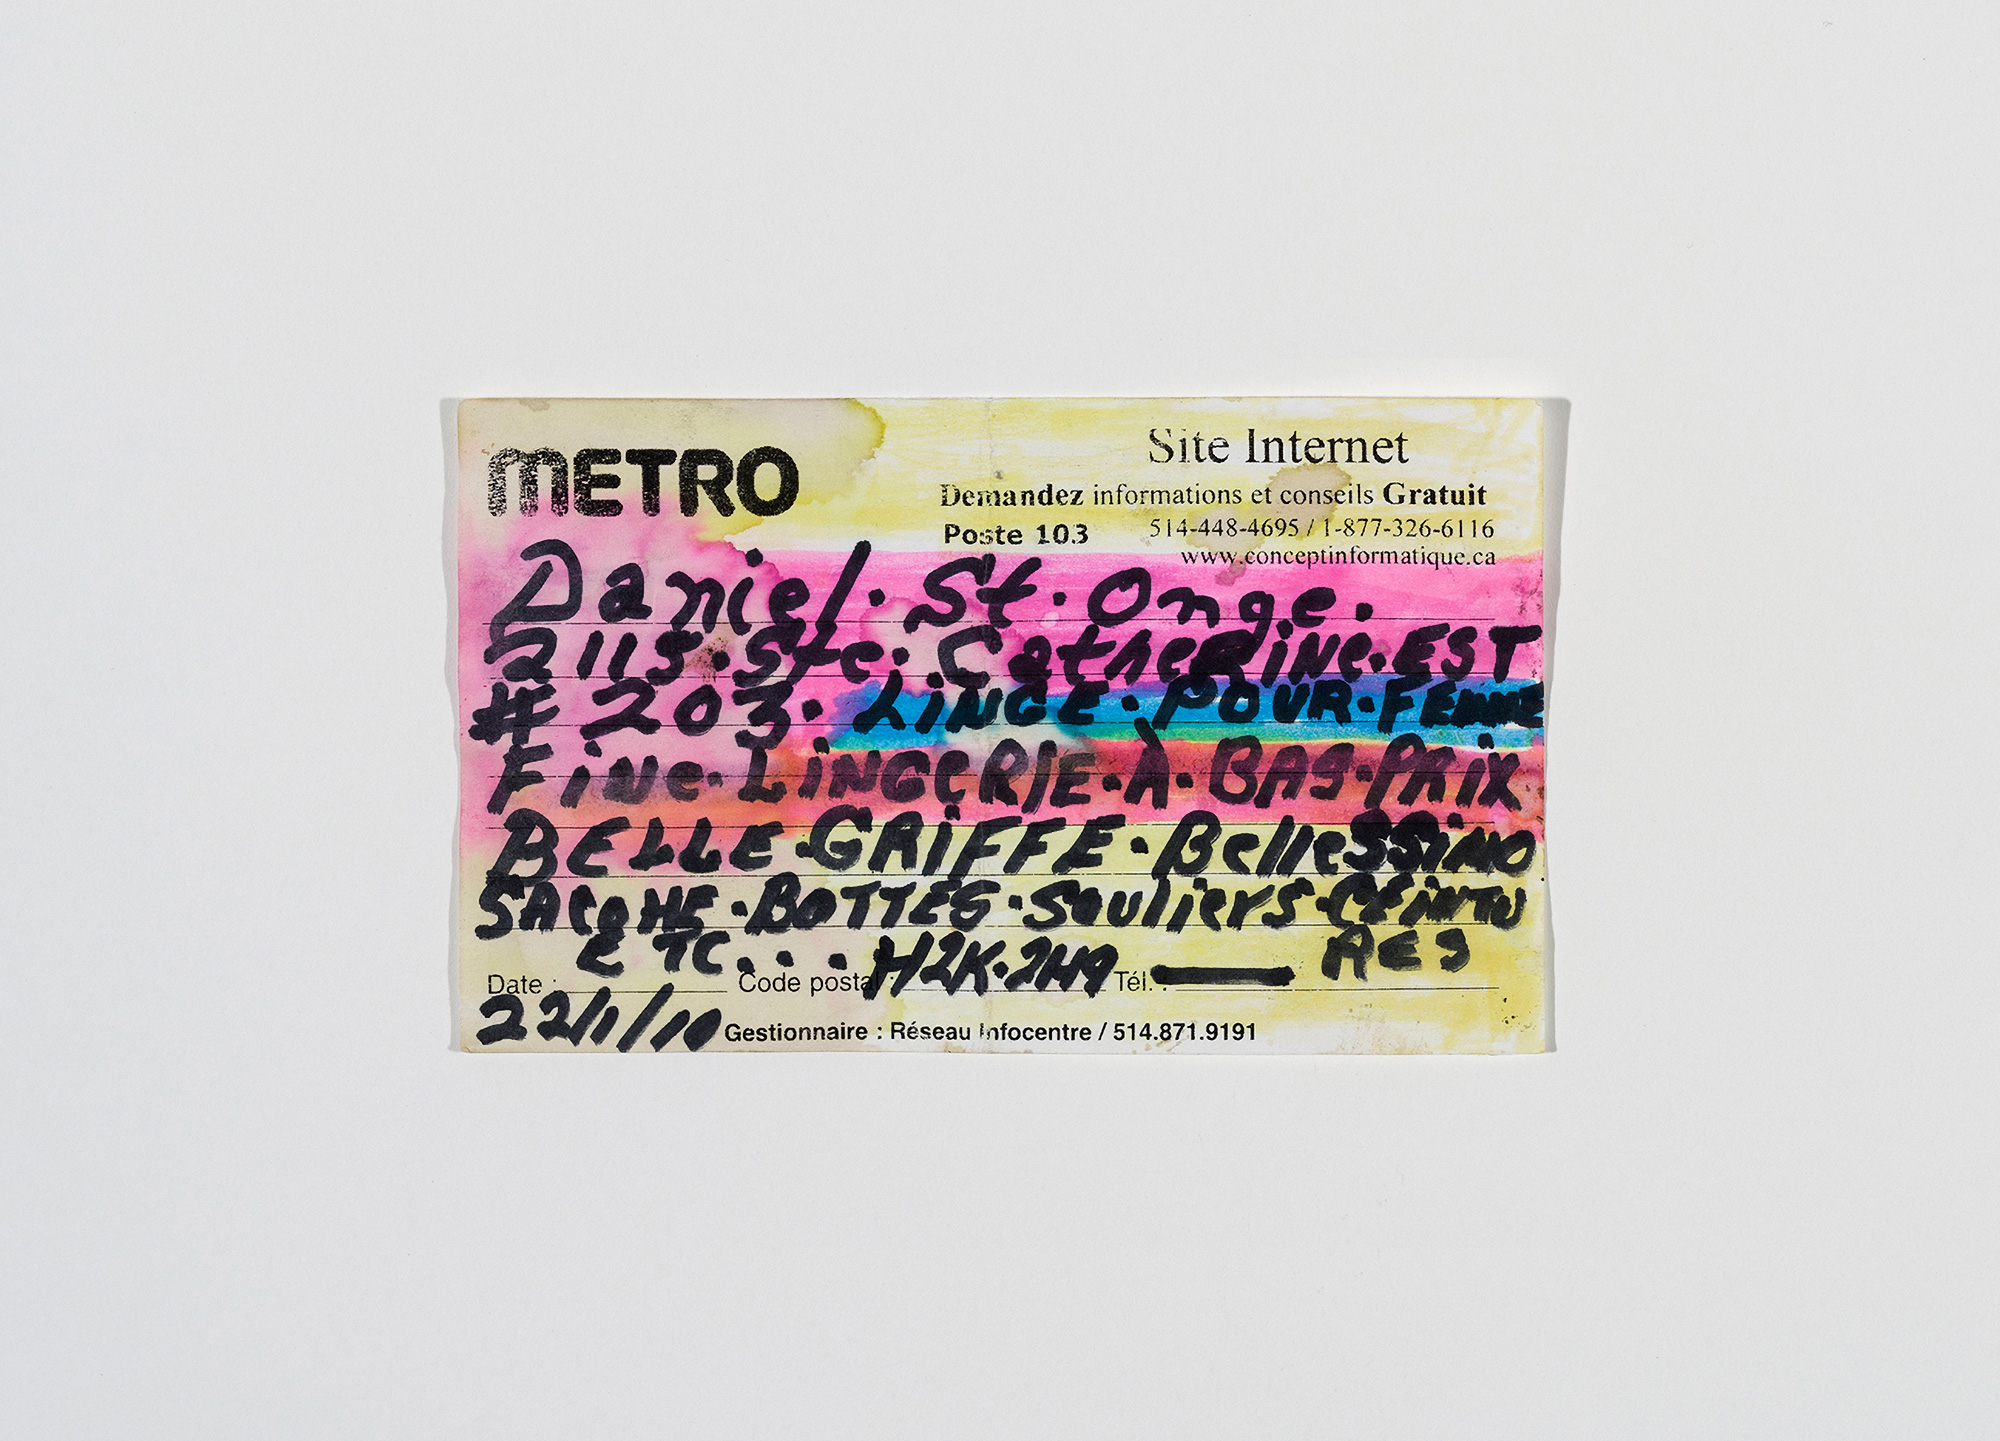 METRO
Site Internet
Demandez informations et conseils Gratuit
Poste 103 514-448-4695 / 1-877-326-6116
www.conceptinformatique.ca
Daniel. St. Onge.
2115. Ste. CatheRiNe. EST
# 203. LiNGE. POUR. FEMME
FiNe. LiNGeRIE. À. BAS. PRIX
BELLE GRIFFE. BellesSiMO
SACOHE. BOTTES. Souliers. CEiNTU
RES
ETC...
Date : 22/1/10 Code postal : H2K. 2H9 Tél. :
Gestionnaire : Réseau Infocentre / 514.871.9191